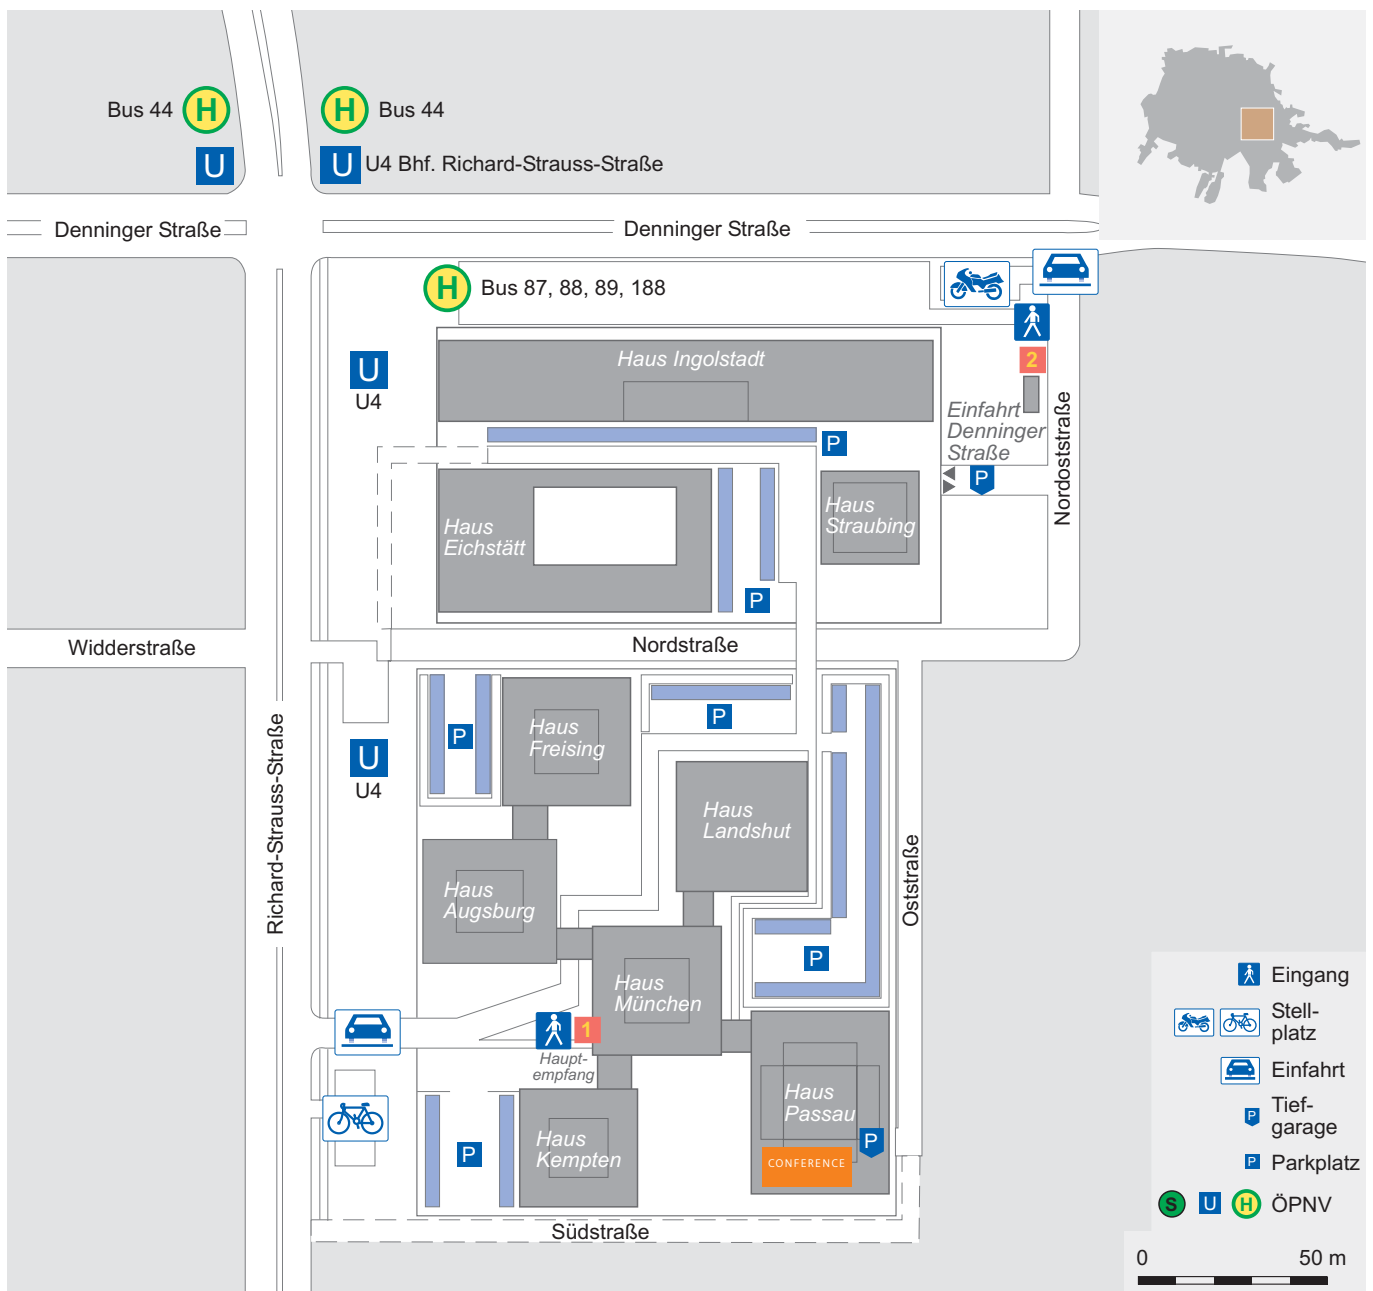 Bus 44 H
H Bus 44
U
U U4 Bhf. Richard-Strauss-Straße
Denninger Straße
Denninger Straße
H Bus 87, 88, 89, 188
U
U4
Haus Ingolstadt
2
Einfahrt
Denninger
Straße
P
P
Nordoststraße
Haus
Eichstätt
Haus
Straubing
P
Widderstraße
Nordstraße
Richard-Strauss-Straße
U
U4
P
Haus
Freising
P
Haus
Landshut
Haus
Augsburg
Oststraße
P
Haus
München
1
Haupt-
empfang
Haus
Passau
P
CONFERENCE
P
Haus
Kempten
Südstraße
Eingang
Stell-
platz
Einfahrt
P Tief-
garage
P Parkplatz
S U H ÖPNV
0 50 m